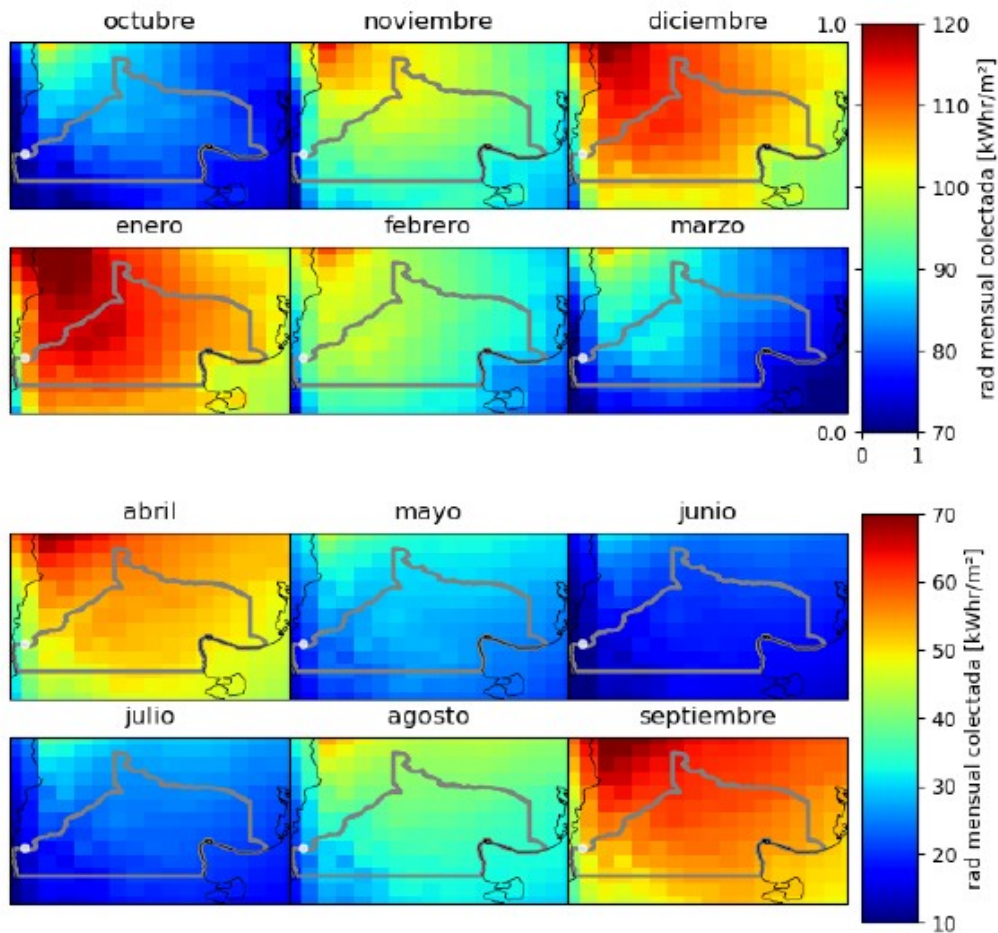 octubre noviembre diciembre
enero febrero marzo
1.0
0.0
120
110
100
90
80
70
0 1
rad mensual colectada [kWhr/m²]
abril mayo junio
julio agosto septiembre
70
60
50
40
30
20
10
rad mensual colectada [kWhr/m²]